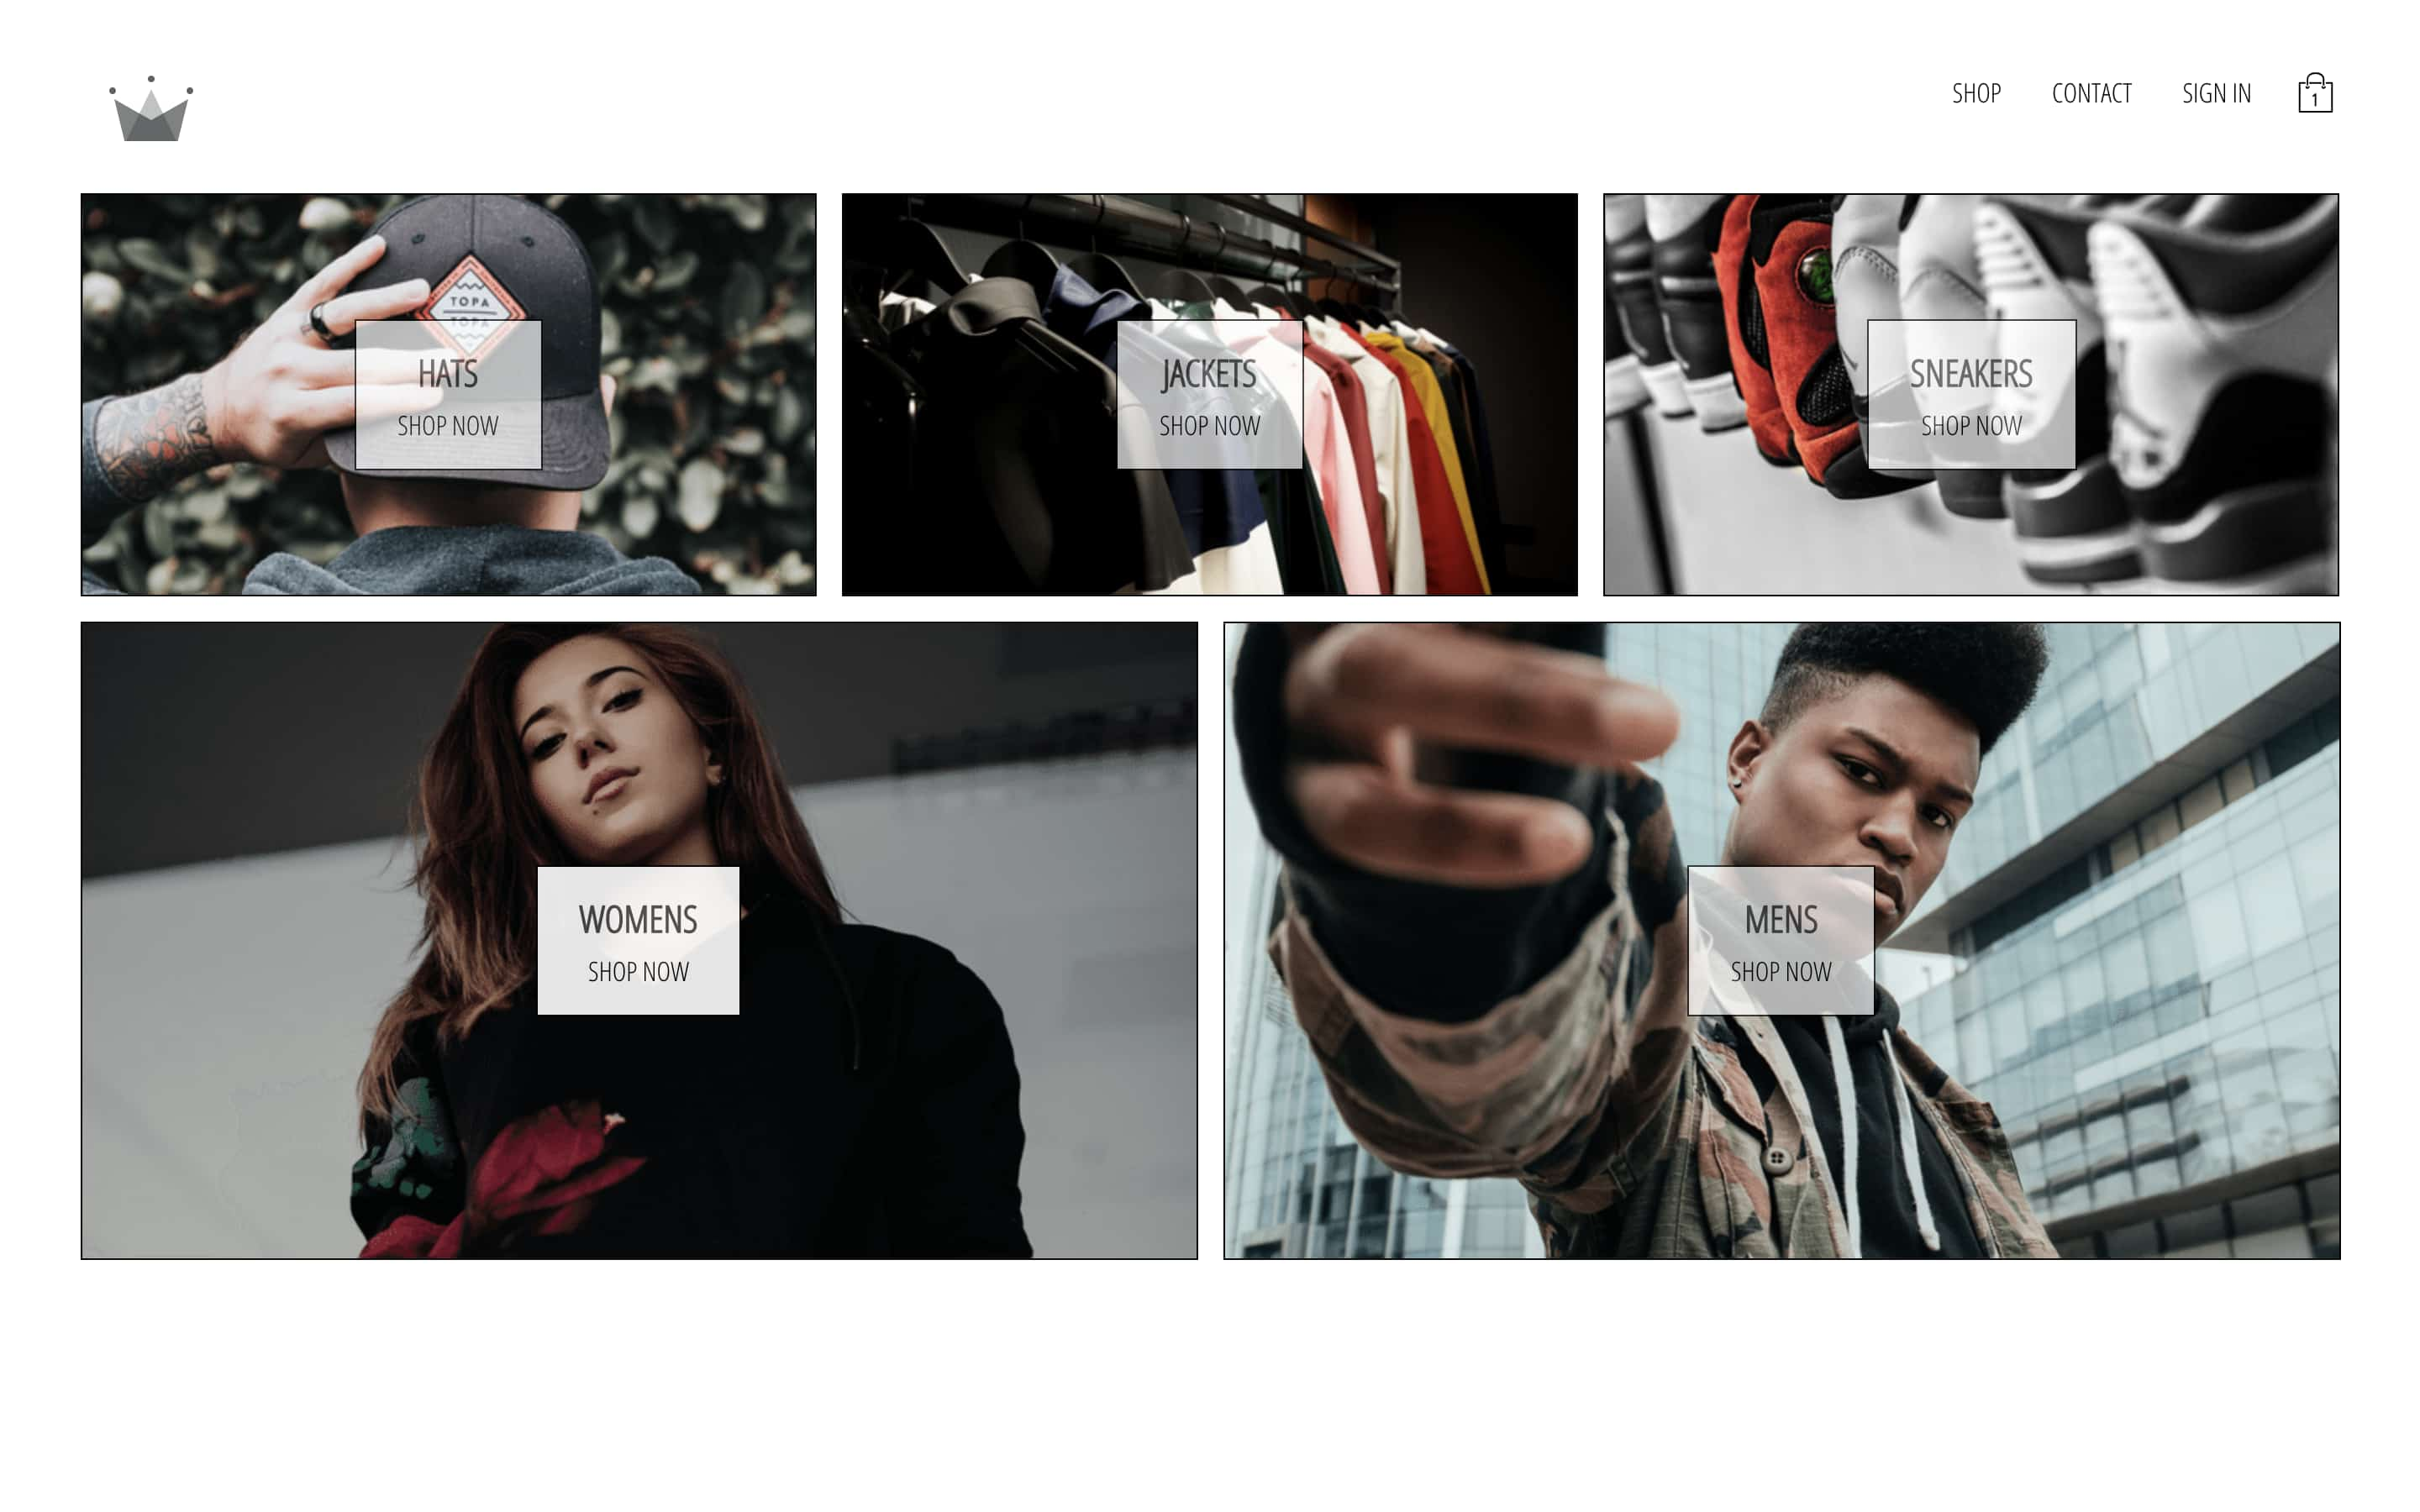 SHOP CONTACT SIGN IN 1
TOPA
TOPA
HATS
SHOP NOW
JACKETS
SHOP NOW
SNEAKERS
SHOP NOW
WOMENS
SHOP NOW
MENS
SHOP NOW